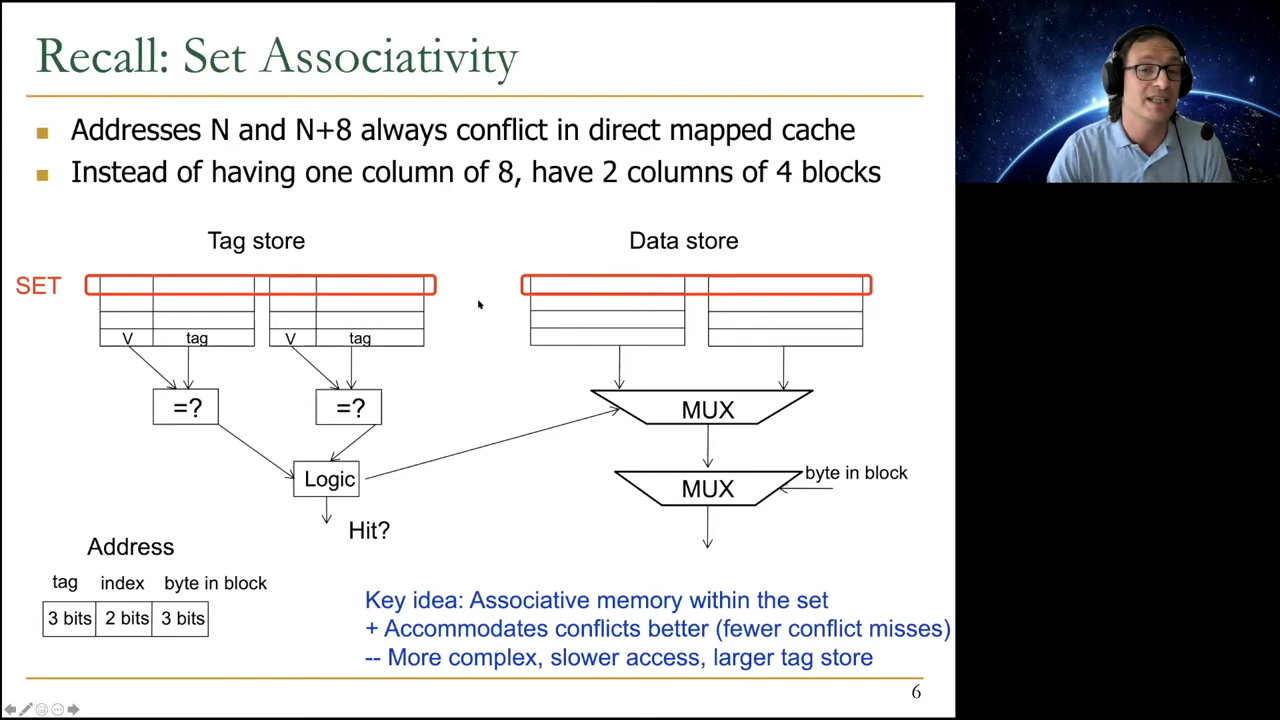 Recall: Set Associativity
Addresses N and N+8 always conflict in direct mapped cache
Instead of having one column of 8, have 2 columns of 4 blocks
Tag store
Data store
SET
V tag V tag
=? =?
MUX
Logic
byte in block
MUX
Hit?
Address
tag index byte in block
3 bits 2 bits 3 bits
Key idea: Associative memory within the set
+ Accommodates conflicts better (fewer conflict misses)
-- More complex, slower access, larger tag store
6